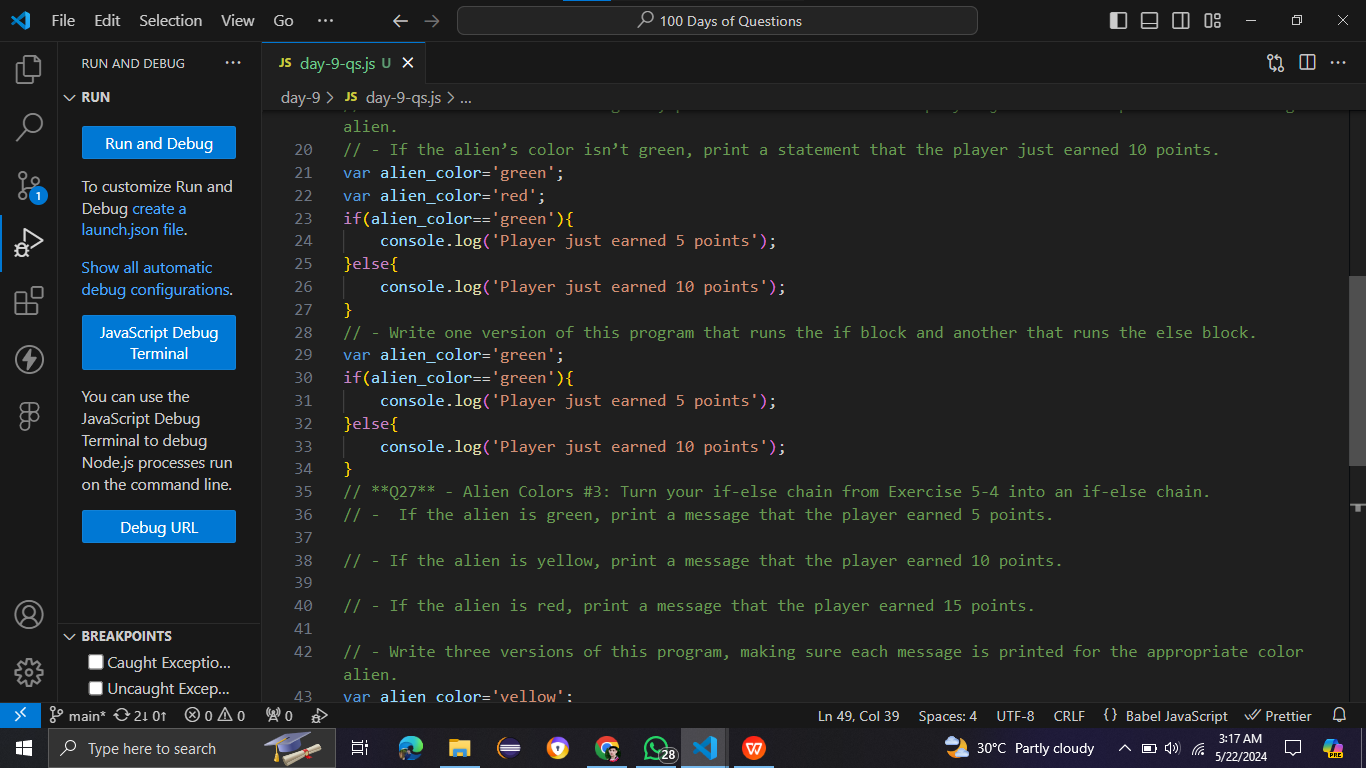 File Edit Selection View Go ···
100 Days of Questions
RUN AND DEBUG ···
RUN
Run and Debug
To customize Run and
Debug create a
launch.json file.
Show all automatic
debug configurations.
JavaScript Debug
Terminal
You can use the
JavaScript Debug
Terminal to debug
Node.js processes run
on the command line.
Debug URL
BREAKPOINTS
Caught Exceptio...
Uncaught Excep...
JS day-9-qs.js U
day-9 > JS day-9-qs.js > ...
alien.
20 // - If the alien’s color isn’t green, print a statement that the player just earned 10 points.
21 var alien_color='green';
22 var alien_color='red';
23 if(alien_color=='green'){
24 console.log('Player just earned 5 points');
25 }else{
26 console.log('Player just earned 10 points');
27 }
28 // - Write one version of this program that runs the if block and another that runs the else block.
29 var alien_color='green';
30 if(alien_color=='green'){
31 console.log('Player just earned 5 points');
32 }else{
33 console.log('Player just earned 10 points');
34 }
35 // **Q27** - Alien Colors #3: Turn your if-else chain from Exercise 5-4 into an if-else chain.
36 // -  If the alien is green, print a message that the player earned 5 points.
37
38 // - If the alien is yellow, print a message that the player earned 10 points.
39
40 // - If the alien is red, print a message that the player earned 15 points.
41
42 // - Write three versions of this program, making sure each message is printed for the appropriate color
alien.
43 var alien_color='yellow';
main* 2↓ 0↑ 0 0 0 Ln 49, Col 39 Spaces: 4 UTF-8 CRLF {} Babel JavaScript Prettier
Type here to search 28 30°C Partly cloudy 3:17 AM
5/22/2024 PRE